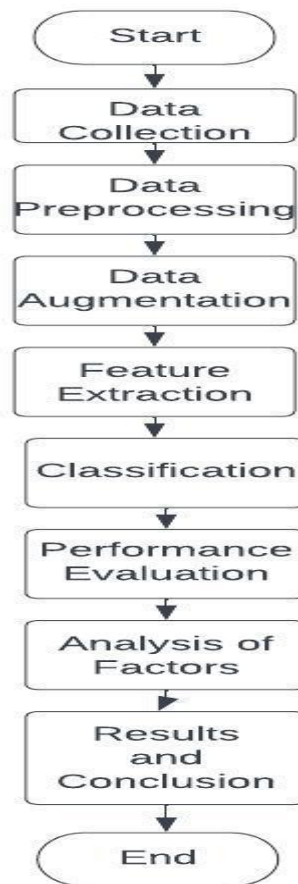 Start
Data
Collection
Data
Preprocessing
Data
Augmentation
Feature
Extraction
Classification
Performance
Evaluation
Analysis of
Factors
Results
and
Conclusion
End